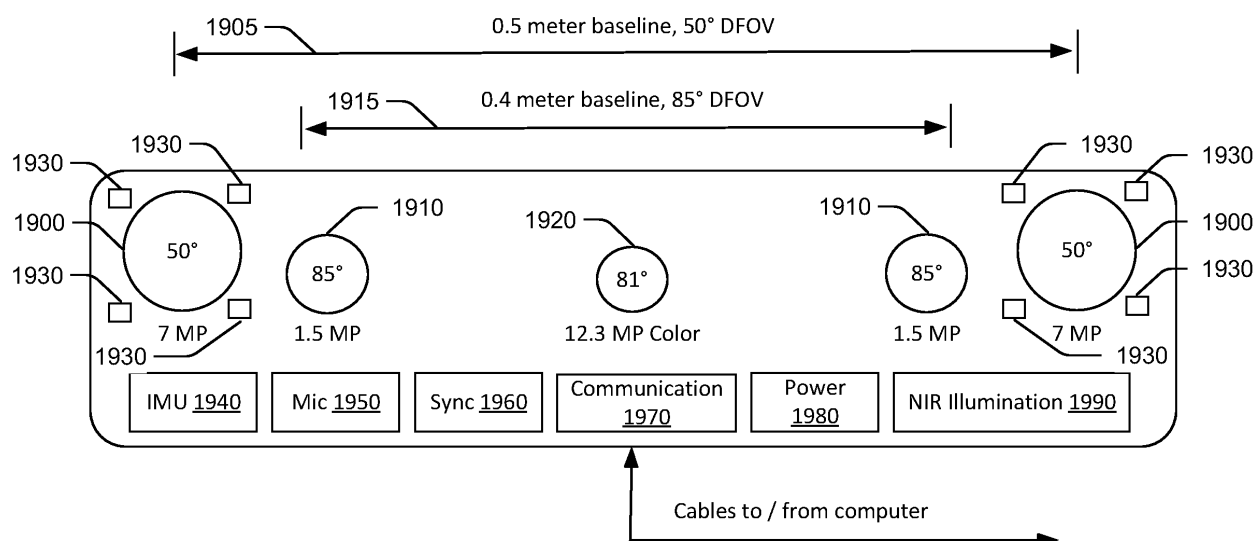 1905
0.5 meter baseline, 50° DFOV
1915
0.4 meter baseline, 85° DFOV
1930
1930
1930
1930
1900
1910
1920
1910
1900
50°
85°
81°
85°
50°
1930
1930
7 MP
1.5 MP
12.3 MP Color
1.5 MP
7 MP
1930
1930
IMU 1940
Mic 1950
Sync 1960
Communication
1970
Power
1980
NIR Illumination 1990
Cables to / from computer